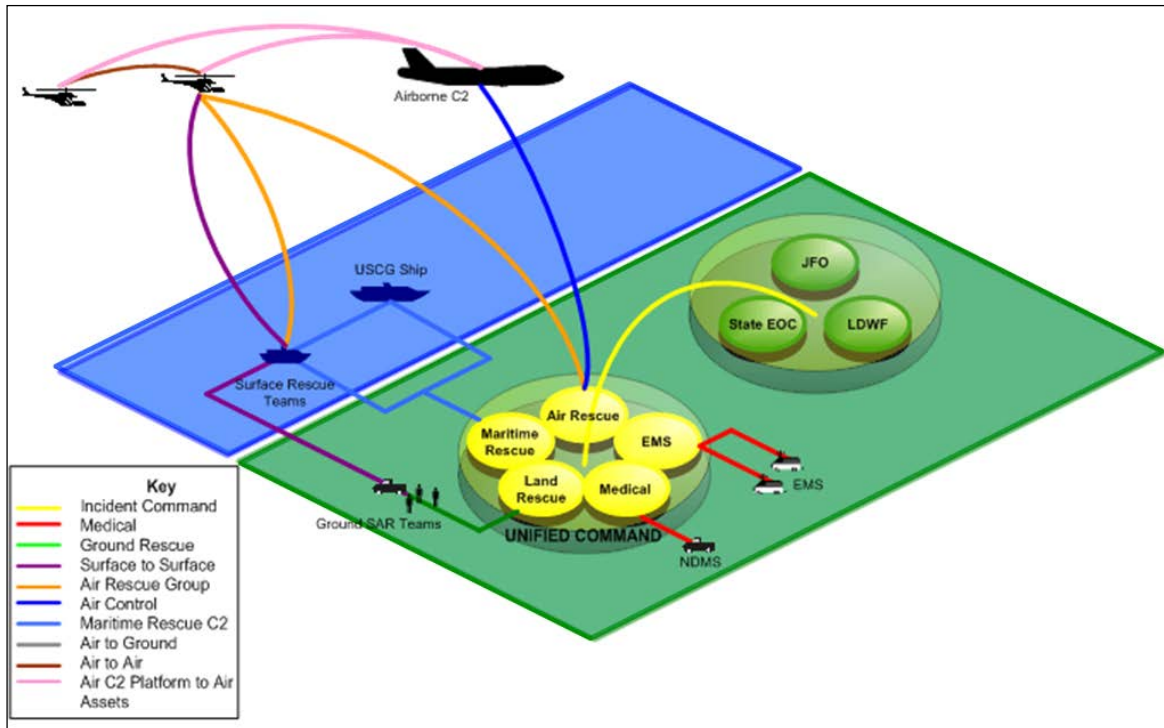 Airborne C2
JFO
State EOC
LDWF
USCG Ship
Surface Rescue
Teams
Air Rescue
Maritime
Rescue
EMS
Land
Rescue
Medical
UNIFIED COMMAND
EMS
NDMS
Ground SAR Teams
Key
Incident Command
Medical
Ground Rescue
Surface to Surface
Air Rescue Group
Air Control
Maritime Rescue C2
Air to Ground
Air to Air
Air C2 Platform to Air
Assets